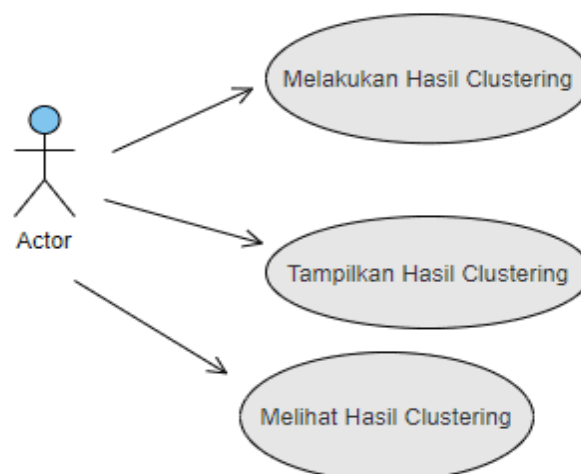 Melakukan Hasil Clustering
Actor
Tampilkan Hasil Clustering
Melihat Hasil Clustering